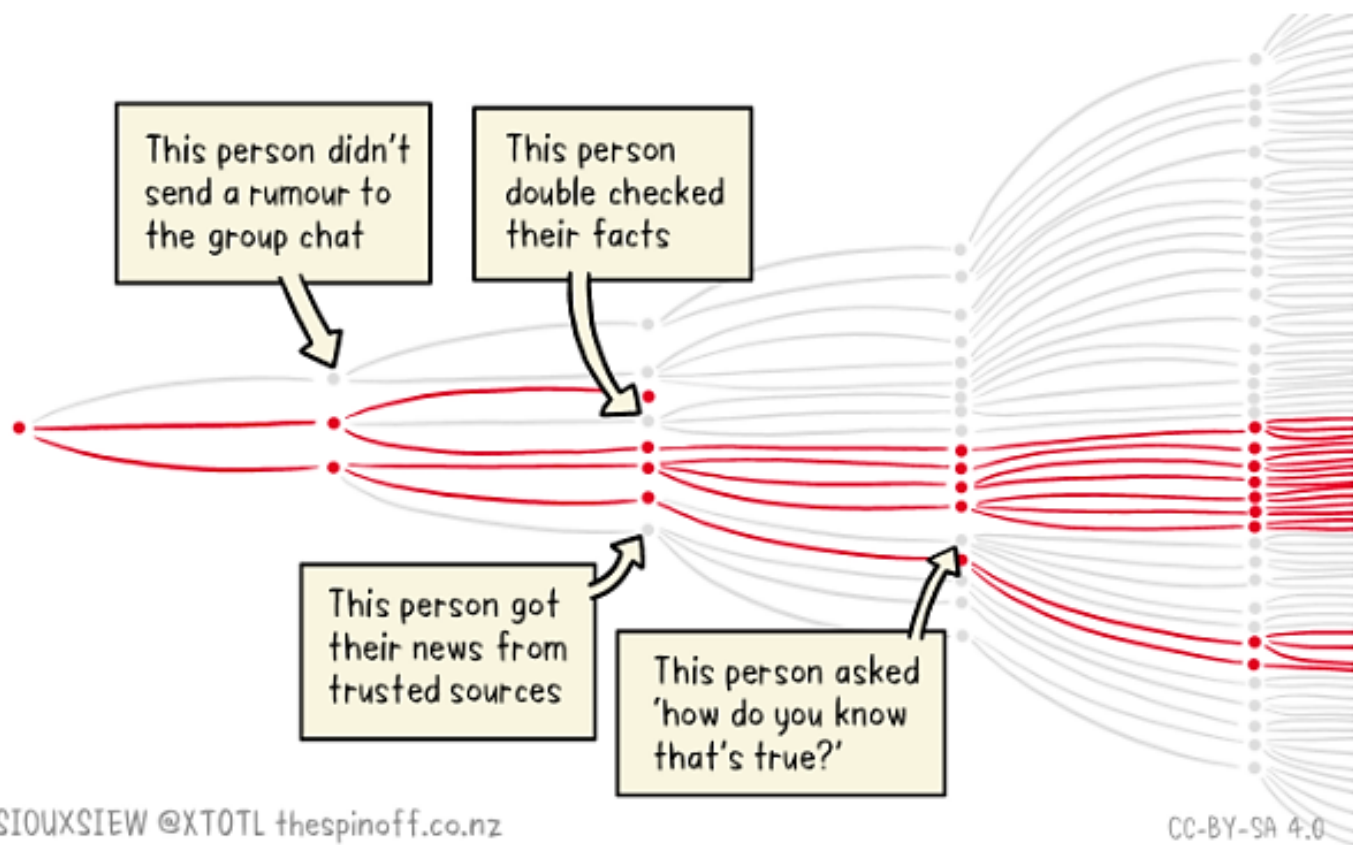 This person didn't
send a rumour to
the group chat
This person
double checked
their facts
This person got
their news from
trusted sources
This person asked
'how do you know
that's true?'
SIOUXSIEW @XTOTL thespinoff.co.nz
CC-BY-SA 4.0